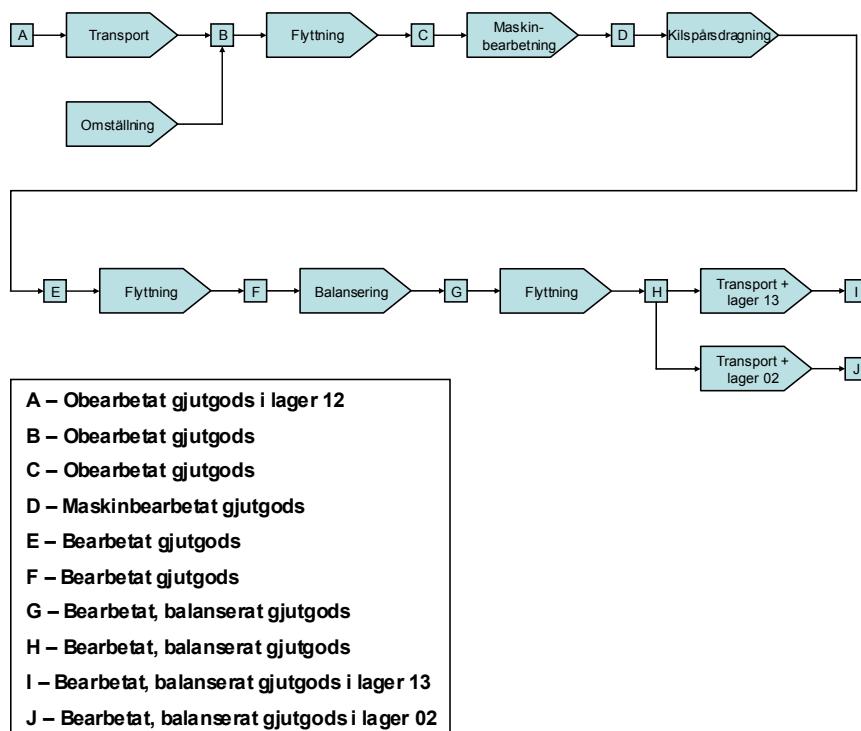 A
Transport
B
Flyttning
C
Maskin-
bearbetning
D
Kilspårsdragning
Omställning
E
Flyttning
F
Balansering
G
Flyttning
H
Transport +
lager 13
I
Transport +
lager 02
J
A – Obearbetat gjutgods i lager 12
B – Obearbetat gjutgods
C – Obearbetat gjutgods
D – Maskinbearbetat gjutgods
E – Bearbetat gjutgods
F – Bearbetat gjutgods
G – Bearbetat, balanserat gjutgods
H – Bearbetat, balanserat gjutgods
I – Bearbetat, balanserat gjutgods i lager 13
J – Bearbetat, balanserat gjutgods i lager 02